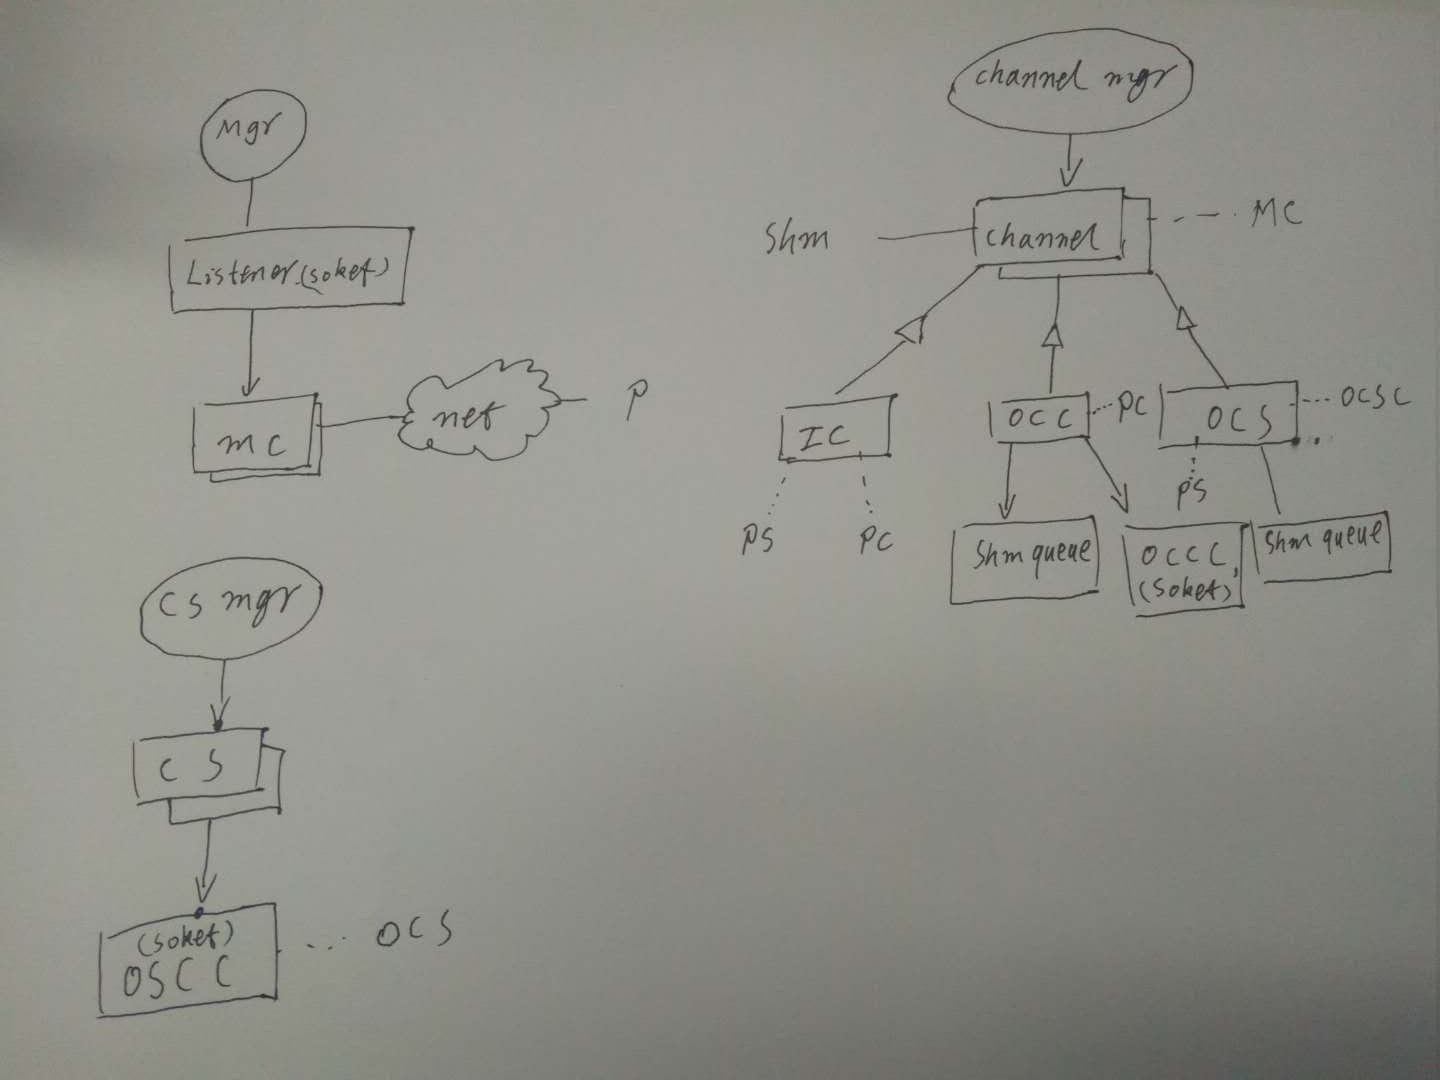 Mgr
Listener (soket)
MC
net
P
CS mgr
CS
(soket)
OSCC
OCS
channel mgr
Shm
channel
MC
IC
OCC
PC
OCS
OCSC
PS
PC
PS
Shm queue
OCCC
(soket)
Shm queue